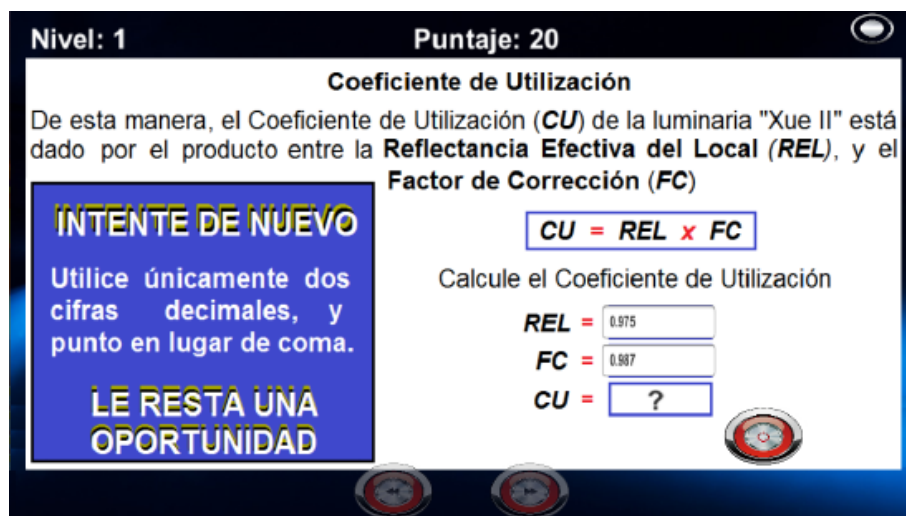 Nivel: 1
Puntaje: 20
Coeficiente de Utilización
De esta manera, el Coeficiente de Utilización (CU) de la luminaria "Xue II" está
dado por el producto entre la Reflectancia Efectiva del Local (REL), y el
Factor de Corrección (FC)
INTENTE DE NUEVO
Utilice únicamente dos
cifras decimales, y
punto en lugar de coma.
LE RESTA UNA
OPORTUNIDAD
CU = REL x FC
Calcule el Coeficiente de Utilización
REL = 0.975
FC = 0.987
CU = ?